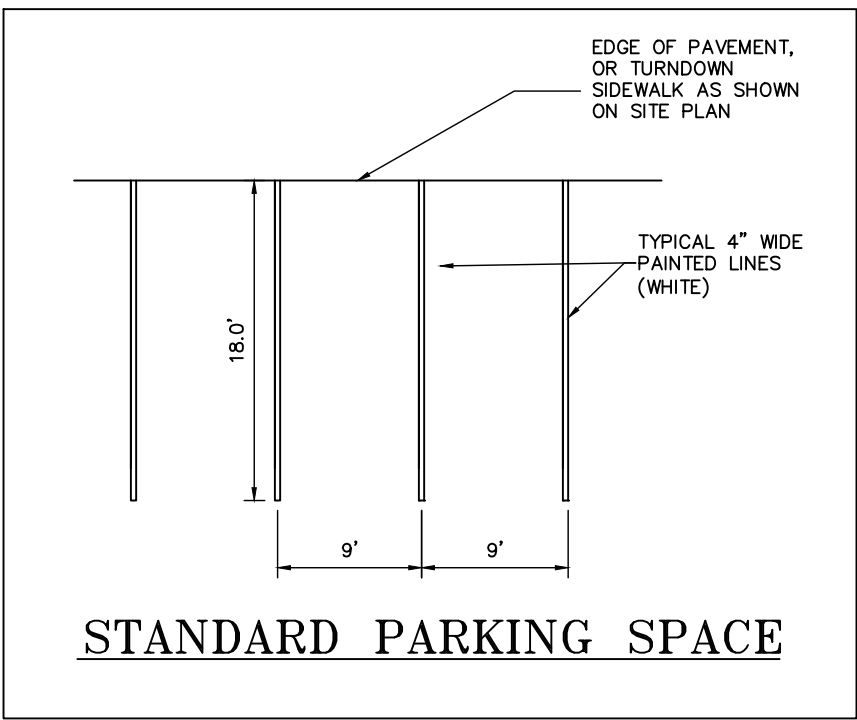 EDGE OF PAVEMENT,
OR TURNDOWN
SIDEWALK AS SHOWN
ON SITE PLAN
TYPICAL 4" WIDE
PAINTED LINES
(WHITE)
18.0'
9'
9'
STANDARD PARKING SPACE